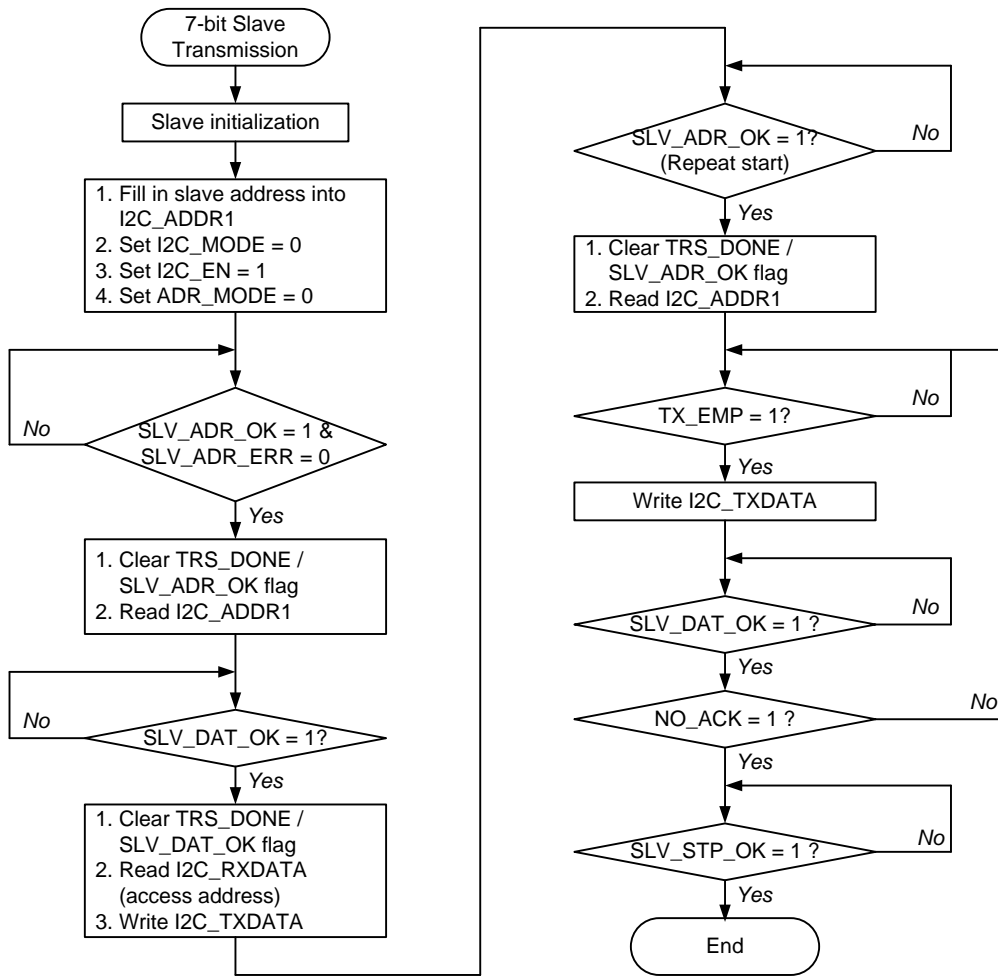 7-bit Slave
Transmission
Slave initialization
1. Fill in slave address into
I2C_ADDR1
2. Set I2C_MODE = 0
3. Set I2C_EN = 1
4. Set ADR_MODE = 0
No
SLV_ADR_OK = 1 &
SLV_ADR_ERR = 0
Yes
1. Clear TRS_DONE /
SLV_ADR_OK flag
2. Read I2C_ADDR1
No
SLV_DAT_OK = 1?
Yes
1. Clear TRS_DONE /
SLV_DAT_OK flag
2. Read I2C_RXDATA
(access address)
3. Write I2C_TXDATA
SLV_ADR_OK = 1?
(Repeat start)
No
Yes
1. Clear TRS_DONE /
SLV_ADR_OK flag
2. Read I2C_ADDR1
TX_EMP = 1?
No
Yes
Write I2C_TXDATA
SLV_DAT_OK = 1 ?
No
Yes
NO_ACK = 1 ?
No
Yes
SLV_STP_OK = 1 ?
No
Yes
End